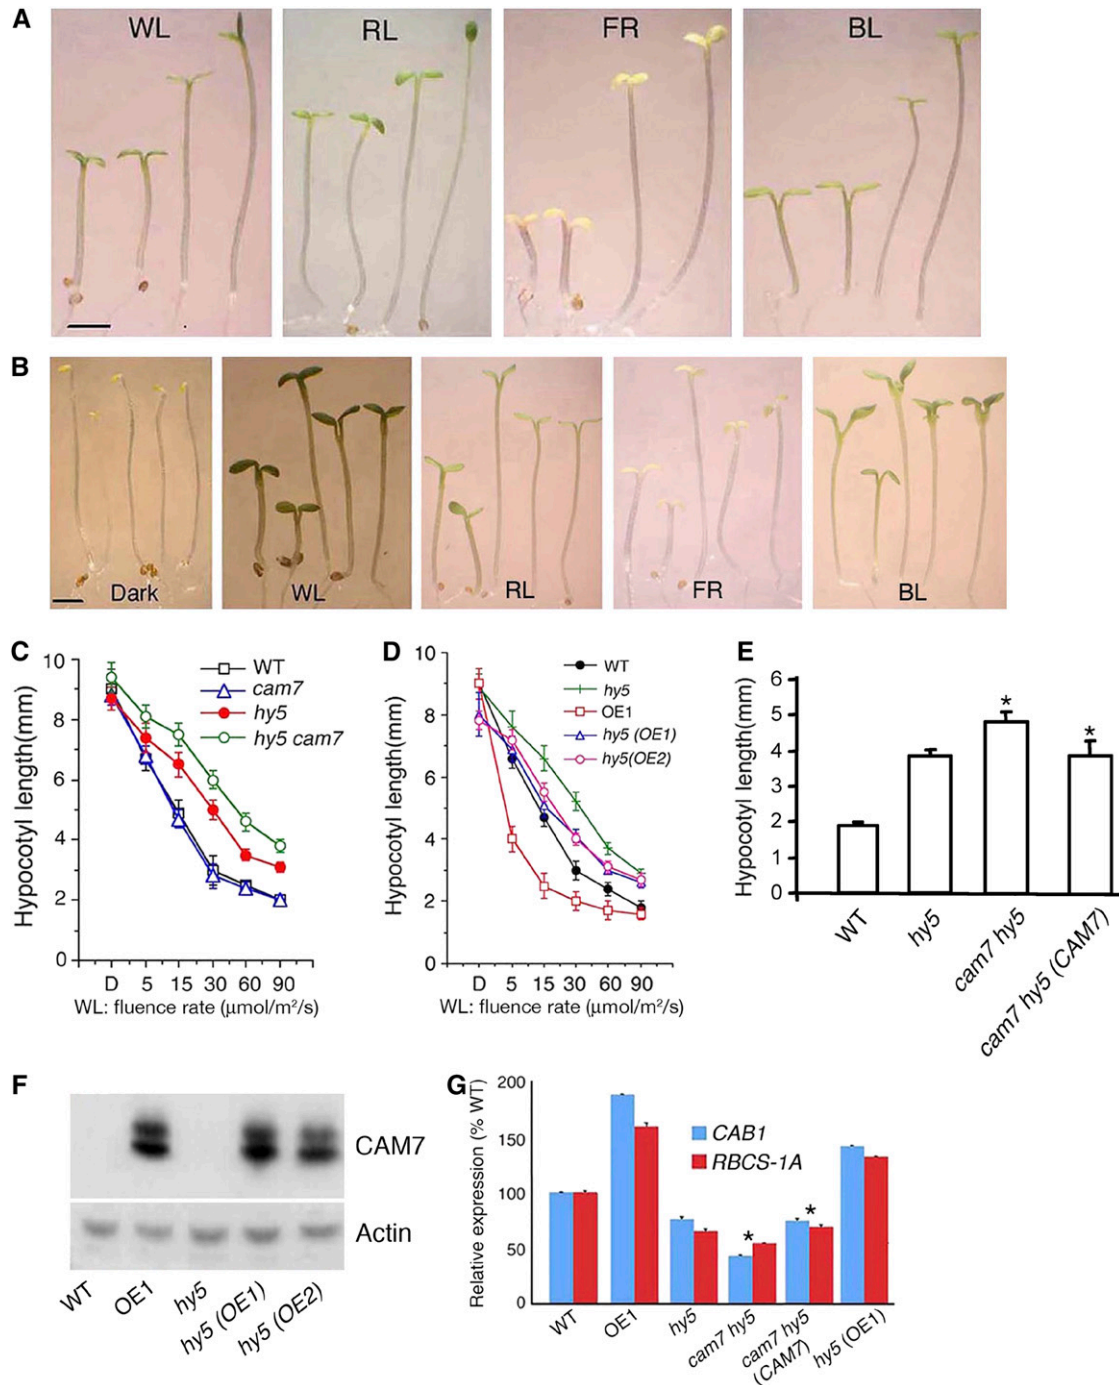 A
WL
RL
FR
BL
B
Dark
WL
RL
FR
BL
C
Hypocotyl length(mm)
10
8
6
4
2
0
WT
cam7
hy5
hy5 cam7
D 5 15 30 60 90
WL: fluence rate (μmol/m²/s)
D
Hypocotyl length(mm)
10
8
6
4
2
0
WT
hy5
OE1
hy5 (OE1)
hy5(OE2)
D 5 15 30 60 90
WL: fluence rate (μmol/m²/s)
E
Hypocotyl length(mm)
6
5
4
2
1
0
*
*
WT
hy5
cam7 hy5
cam7 hy5 (CAM7)
F
CAM7
Actin
WT
OE1
hy5
hy5 (OE1)
hy5 (OE2)
G
Relative expression (% WT)
200
150
100
50
0
CAB1
RBCS-1A
*
*
WT
OE1
hy5
cam7 hy5
cam7 hy5
(CAM7)
hy5 (OE1)